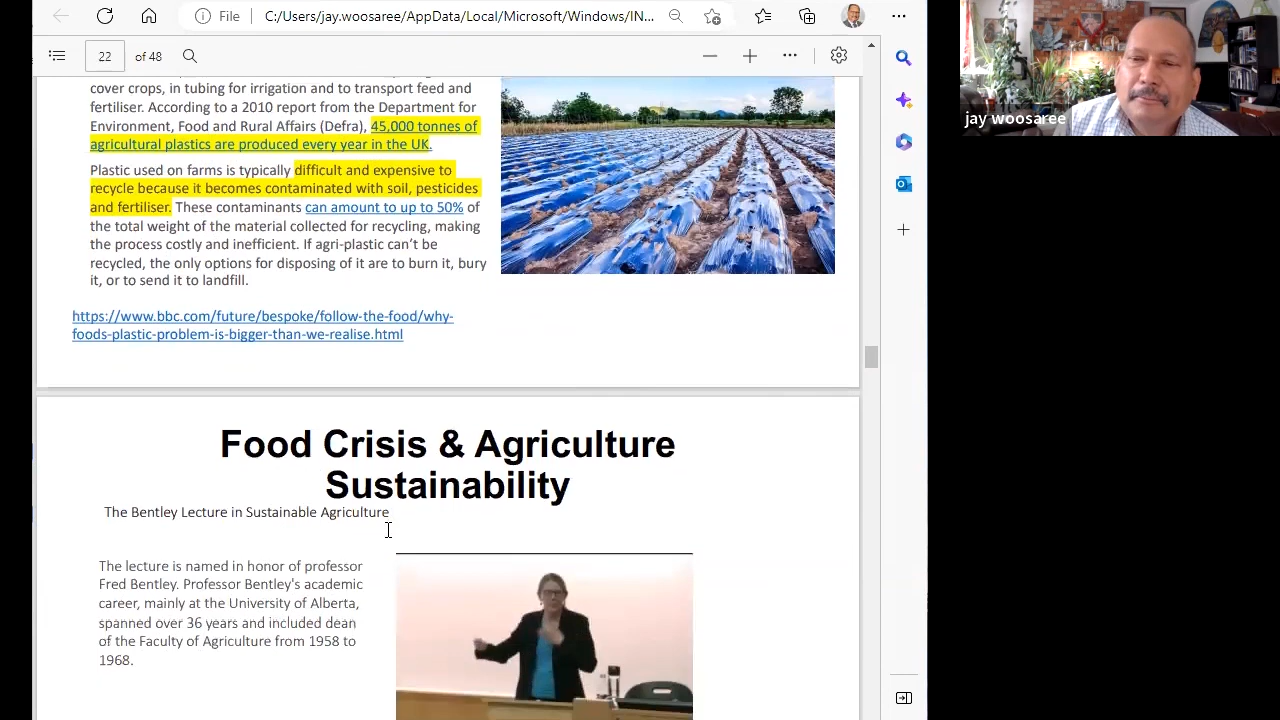 File
C:/Users/jay.woosaree/AppData/Local/Microsoft/Windows/IN...
22 of 48
jay woosaree
cover crops, in tubing for irrigation and to transport feed and
fertiliser. According to a 2010 report from the Department for
Environment, Food and Rural Affairs (Defra), 45,000 tonnes of
agricultural plastics are produced every year in the UK.
Plastic used on farms is typically difficult and expensive to
recycle because it becomes contaminated with soil, pesticides
and fertiliser. These contaminants can amount to up to 50% of
the total weight of the material collected for recycling, making
the process costly and inefficient. If agri-plastic can’t be
recycled, the only options for disposing of it are to burn it, bury
it, or to send it to landfill.
https://www.bbc.com/future/bespoke/follow-the-food/why-
foods-plastic-problem-is-bigger-than-we-realise.html
Food Crisis & Agriculture
Sustainability
The Bentley Lecture in Sustainable Agriculture
The lecture is named in honor of professor
Fred Bentley. Professor Bentley's academic
career, mainly at the University of Alberta,
spanned over 36 years and included dean
of the Faculty of Agriculture from 1958 to
1968.